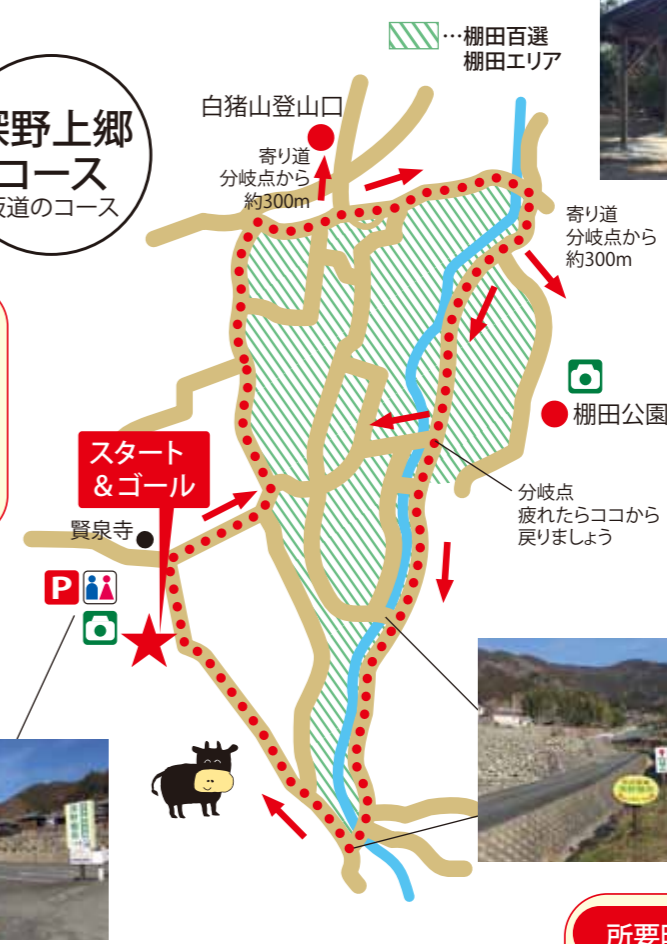 …棚田百選
棚田エリア
深野上郷
コース
坂道のコース
白猪山登山口
寄り道
分岐点から
約300m
寄り道
分岐点から
約300m
棚田公園
スタート
＆ゴール
賢泉寺
P
分岐点
疲れたらココから
戻りましょう
所要